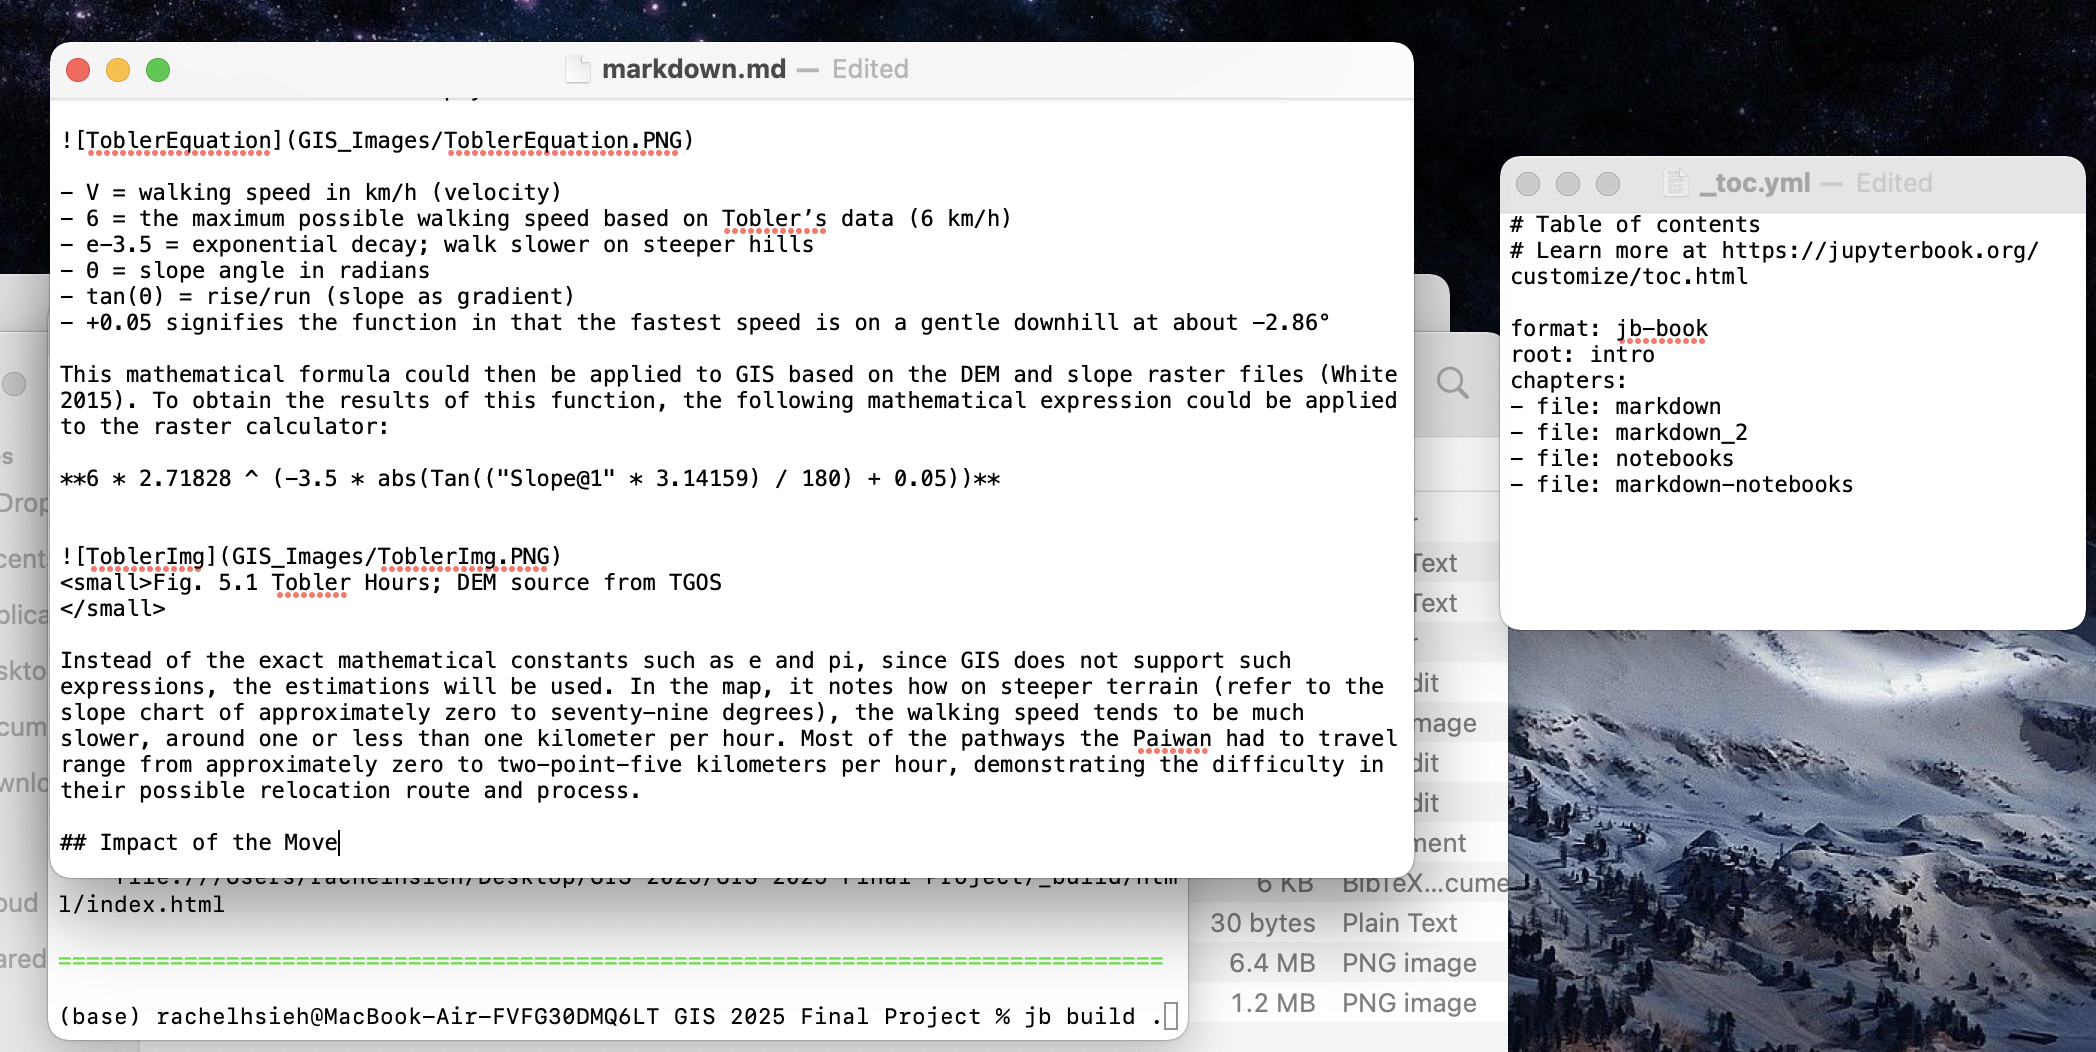 markdown.md — Edited
![ToblerEquation](GIS_Images/ToblerEquation.PNG)
- V = walking speed in km/h (velocity)
- 6 = the maximum possible walking speed based on Tobler’s data (6 km/h)
- e-3.5 = exponential decay; walk slower on steeper hills
- θ = slope angle in radians
- tan(θ) = rise/run (slope as gradient)
- +0.05 signifies the function in that the fastest speed is on a gentle downhill at about -2.86°
This mathematical formula could then be applied to GIS based on the DEM and slope raster files (White
2015). To obtain the results of this function, the following mathematical expression could be applied
to the raster calculator:
**6 * 2.71828 ^ (-3.5 * abs(Tan(("Slope@1" * 3.14159) / 180) + 0.05))**
![ToblerImg](GIS_Images/ToblerImg.PNG)
<small>Fig. 5.1 Tobler Hours; DEM source from TGOS
</small>
Instead of the exact mathematical constants such as e and pi, since GIS does not support such
expressions, the estimations will be used. In the map, it notes how on steeper terrain (refer to the
slope chart of approximately zero to seventy-nine degrees), the walking speed tends to be much
slower, around one or less than one kilometer per hour. Most of the pathways the Paiwan had to travel
range from approximately zero to two-point-five kilometers per hour, demonstrating the difficulty in
their possible relocation route and process.
## Impact of the Move
_toc.yml — Edited
# Table of contents
# Learn more at https://jupyterbook.org/
customize/toc.html
format: jb-book
root: intro
chapters:
- file: markdown
- file: markdown_2
- file: notebooks
- file: markdown-notebooks
file:///Users/rachelhsieh/Desktop/GIS 2025/GIS 2025 Final Project/_build/htm
l/index.html
================================================================================
(base) rachelhsieh@MacBook-Air-FVFG30DMQ6LT GIS 2025 Final Project % jb build .
Text
Text
6 KB BibTeX...cume
30 bytes Plain Text
6.4 MB PNG image
1.2 MB PNG image